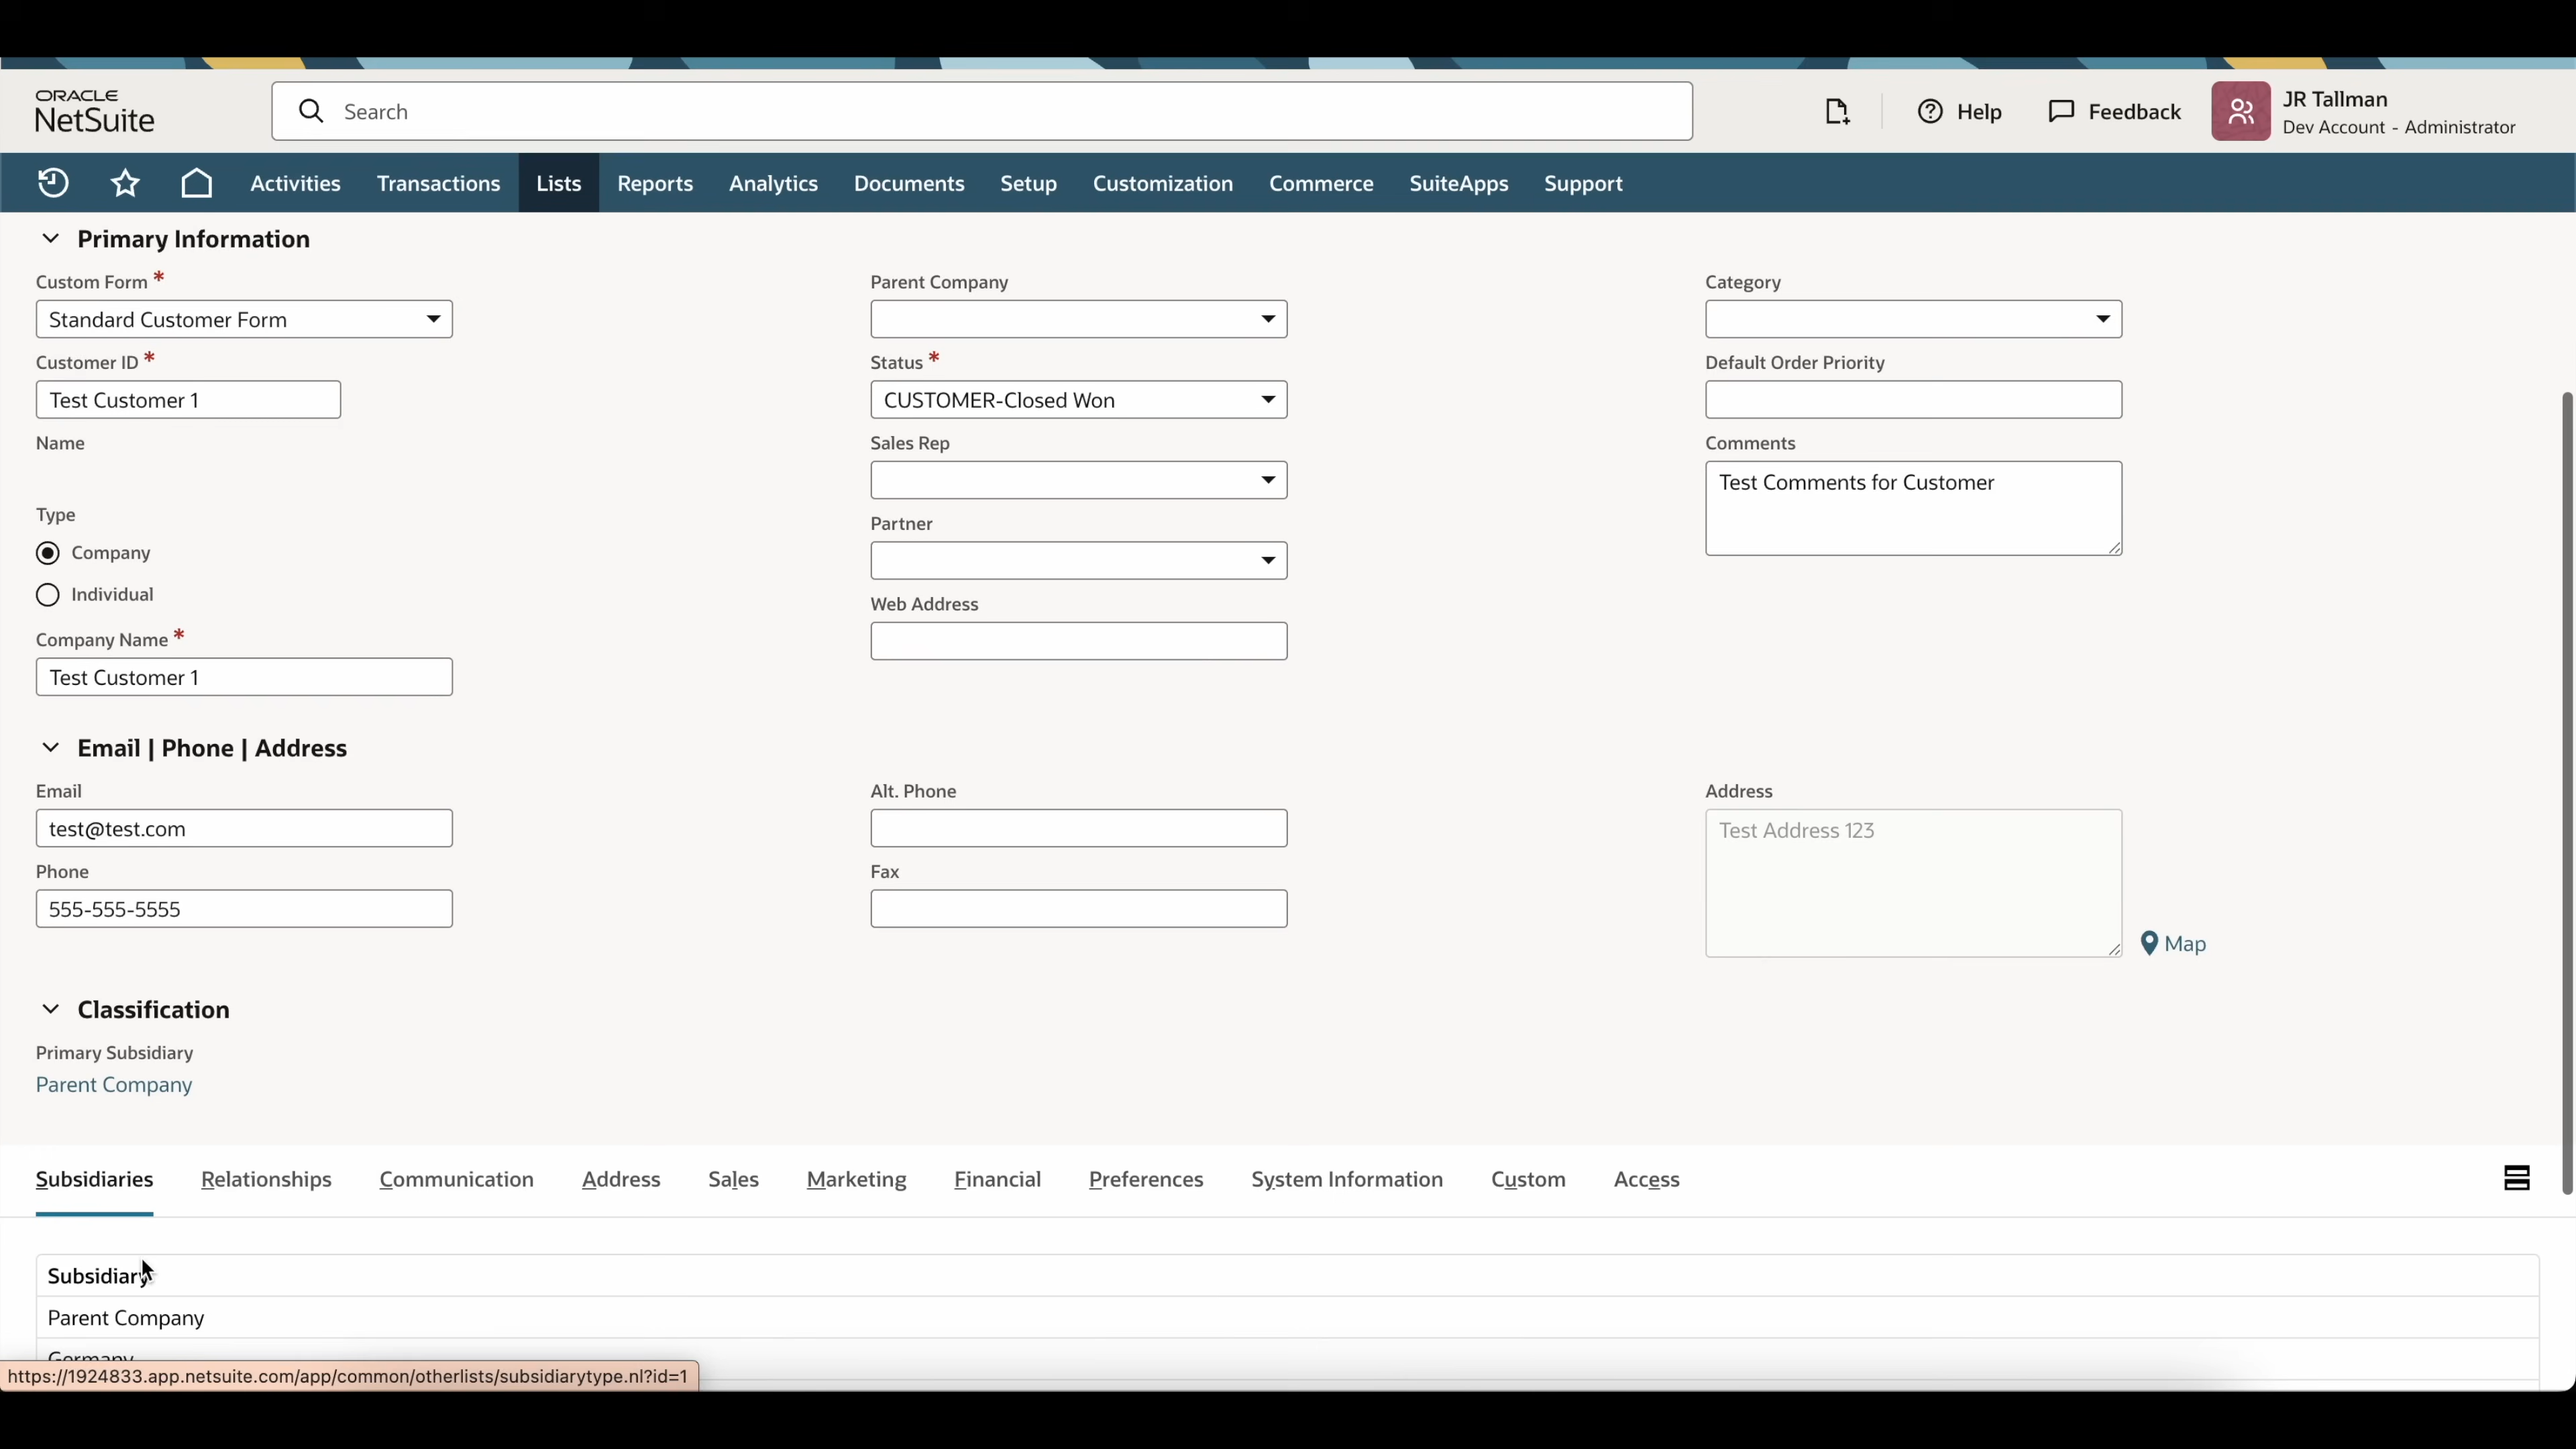 ORACLE
NetSuite
Search
Help
Feedback
JR Tallman
Dev Account - Administrator
Activities
Transactions
Lists
Reports
Analytics
Documents
Setup
Customization
Commerce
SuiteApps
Support
Primary Information
Custom Form *
Standard Customer Form
Customer ID *
Test Customer 1
Name
Type
Company
Individual
Company Name *
Test Customer 1
Parent Company
Status *
CUSTOMER-Closed Won
Sales Rep
Partner
Web Address
Category
Default Order Priority
Comments
Test Comments for Customer
Email | Phone | Address
Email
test@test.com
Phone
555-555-5555
Alt. Phone
Fax
Address
Test Address 123
Map
Classification
Primary Subsidiary
Parent Company
Subsidiaries
Relationships
Communication
Address
Sales
Marketing
Financial
Preferences
System Information
Custom
Access
Subsidiary
Parent Company
Germany
https://1924833.app.netsuite.com/app/common/otherlists/subsidiarytype.nl?id=1